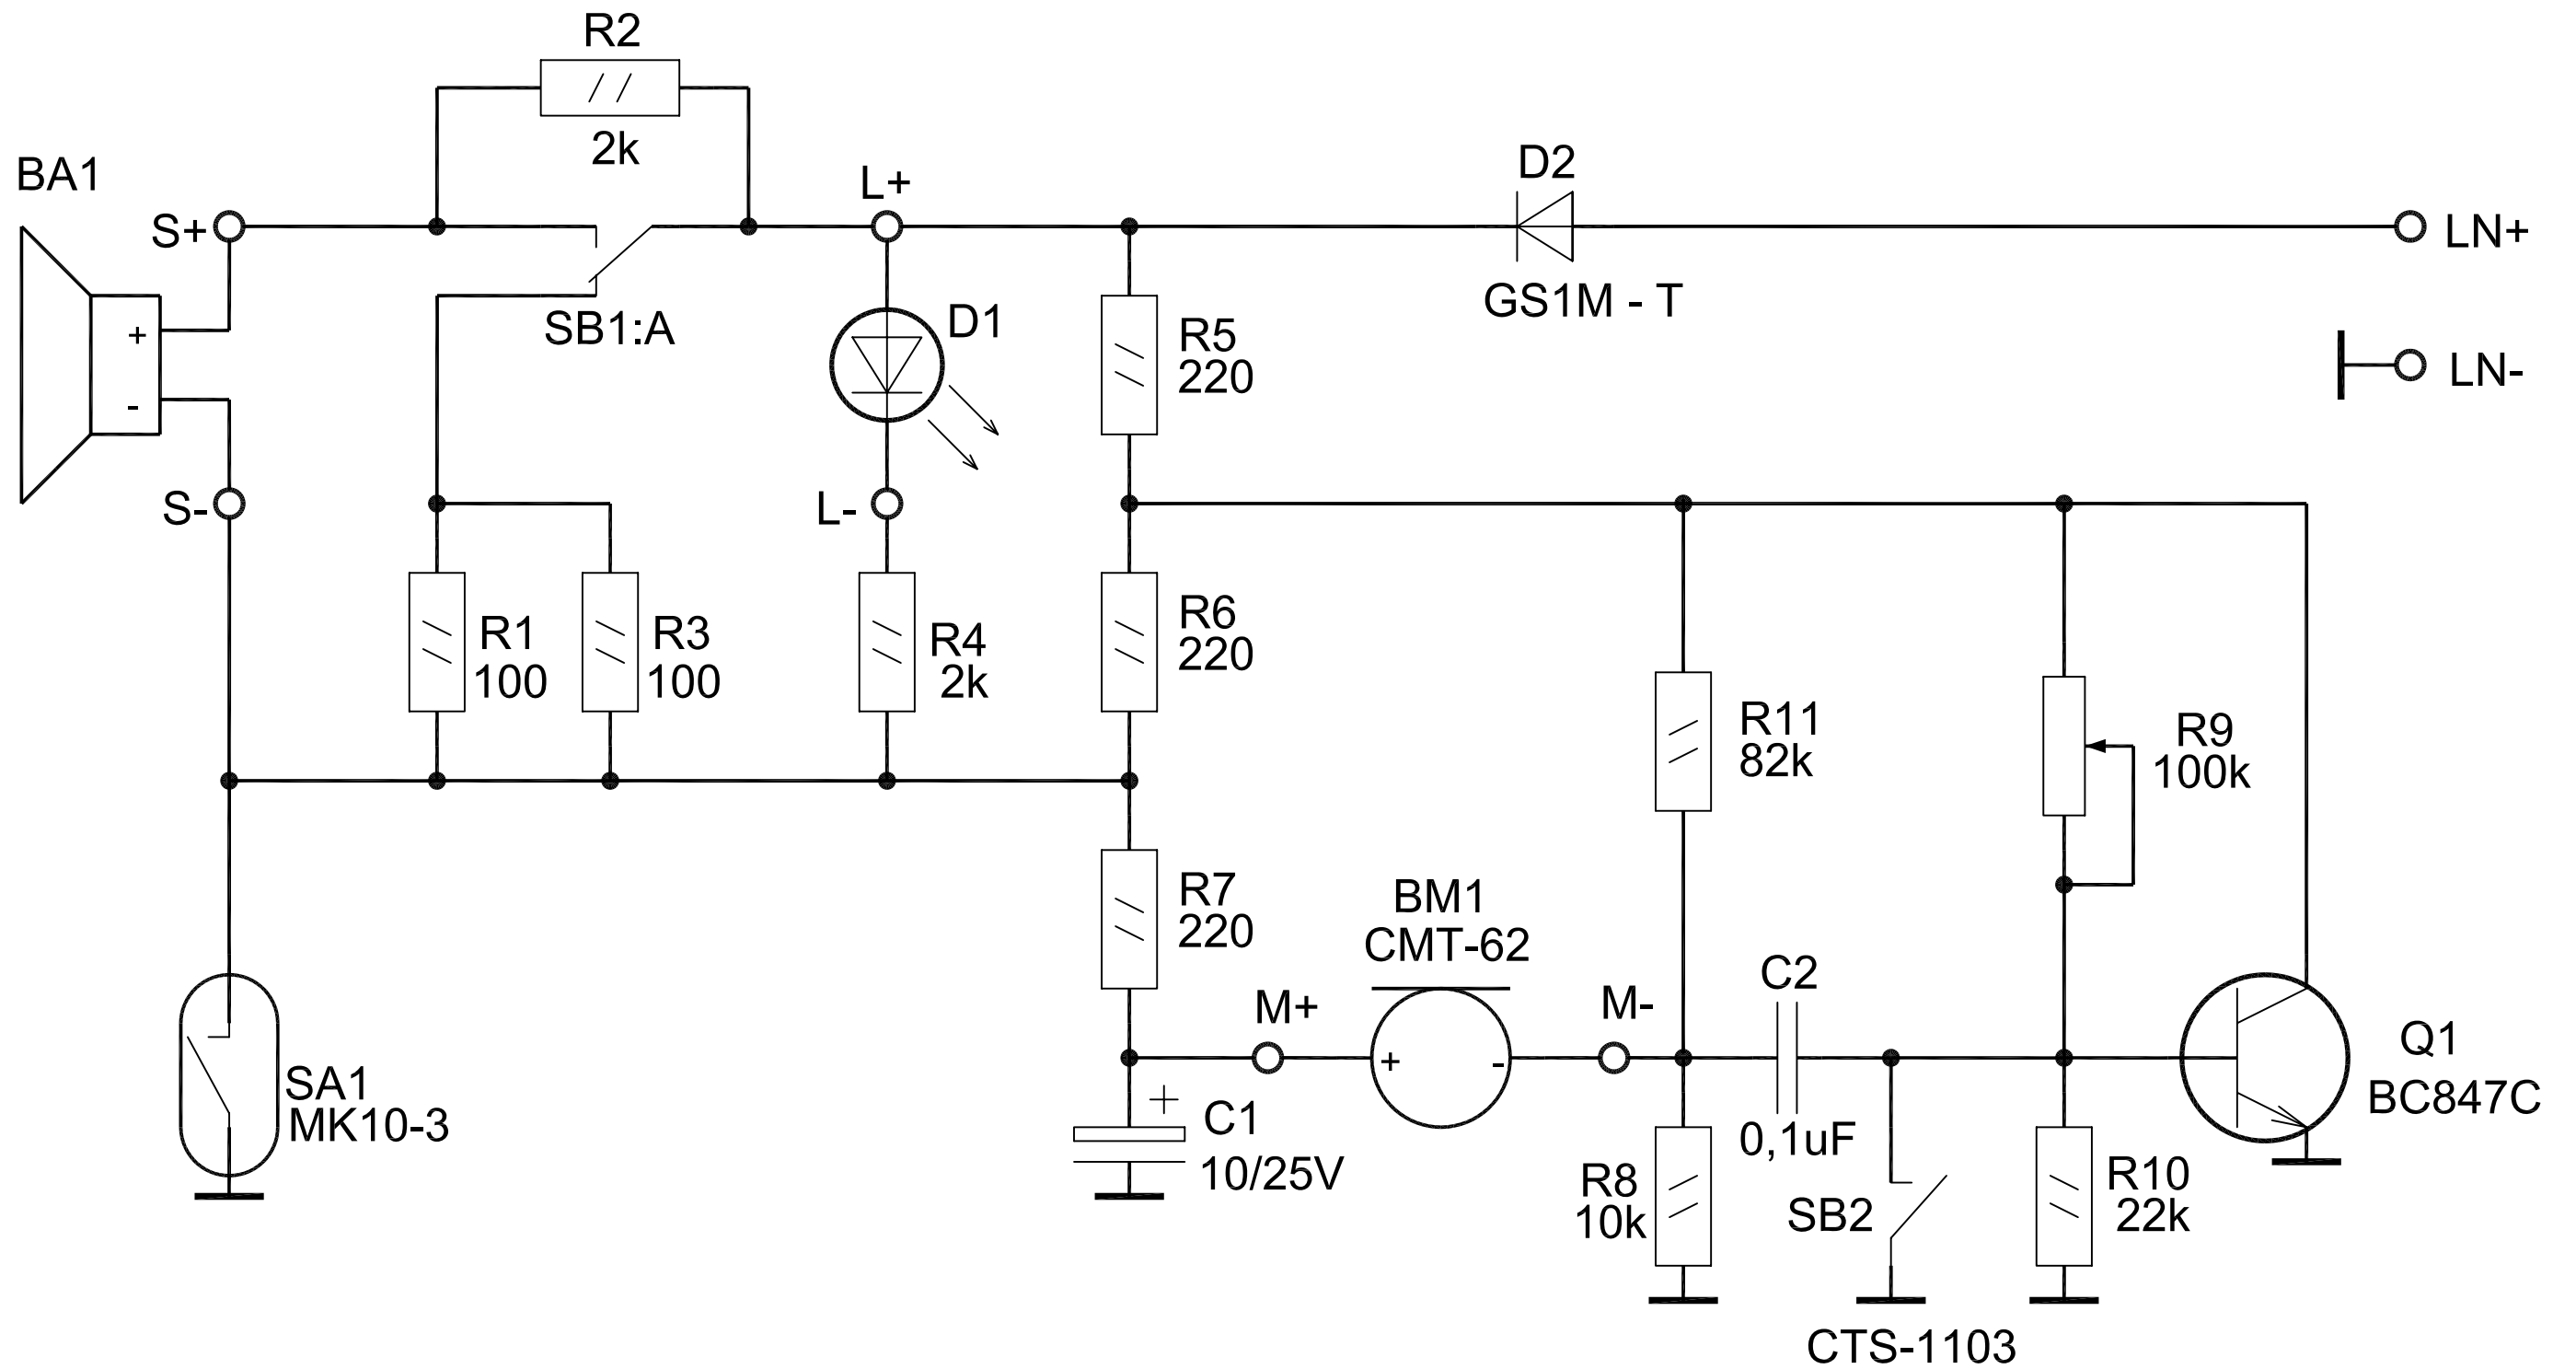 R2
2k
BA1
S+
L+
D2
LN+
GS1M - T
SB1:A
D1
R5
220
LN-
+
-
S-
L-
R1
100
R3
100
R4
2k
R6
220
R11
82k
R9
100k
R7
220
BM1
CMT-62
C2
M+
M-
+
-
Q1
BC847C
SA1
MK10-3
+
C1
10/25V
0,1uF
R8
10k
SB2
R10
22k
CTS-1103